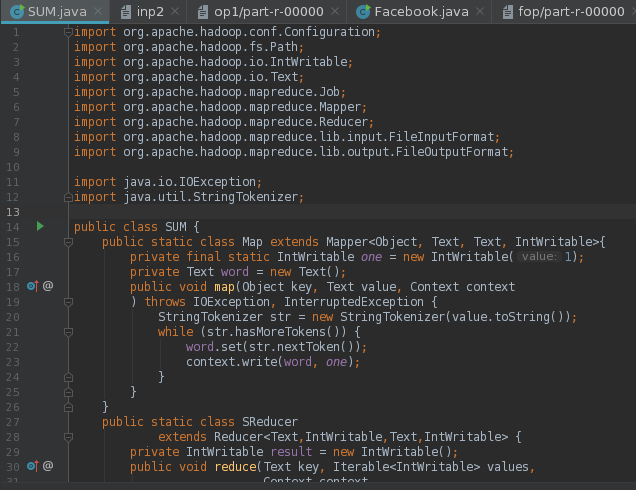 SUM.java × inp2 × op1/part-r-00000 × Facebook.java × fop/part-r-00000 ×
1 import org.apache.hadoop.conf.Configuration;
2 import org.apache.hadoop.fs.Path;
3 import org.apache.hadoop.io.IntWritable;
4 import org.apache.hadoop.io.Text;
5 import org.apache.hadoop.mapreduce.Job;
6 import org.apache.hadoop.mapreduce.Mapper;
7 import org.apache.hadoop.mapreduce.Reducer;
8 import org.apache.hadoop.mapreduce.lib.input.FileInputFormat;
9 import org.apache.hadoop.mapreduce.lib.output.FileOutputFormat;
10
11 import java.io.IOException;
12 import java.util.StringTokenizer;
13
14 public class SUM {
15 public static class Map extends Mapper<Object, Text, Text, IntWritable>{
16 private final static IntWritable one = new IntWritable( value: 1);
17 private Text word = new Text();
18 @ public void map(Object key, Text value, Context context
19 ) throws IOException, InterruptedException {
20 StringTokenizer str = new StringTokenizer(value.toString());
21 while (str.hasMoreTokens()) {
22 word.set(str.nextToken());
23 context.write(word, one);
24 }
25 }
26 }
27 public static class SReducer
28 extends Reducer<Text,IntWritable,Text,IntWritable> {
29 private IntWritable result = new IntWritable();
30 @ public void reduce(Text key, Iterable<IntWritable> values,
31 Context context